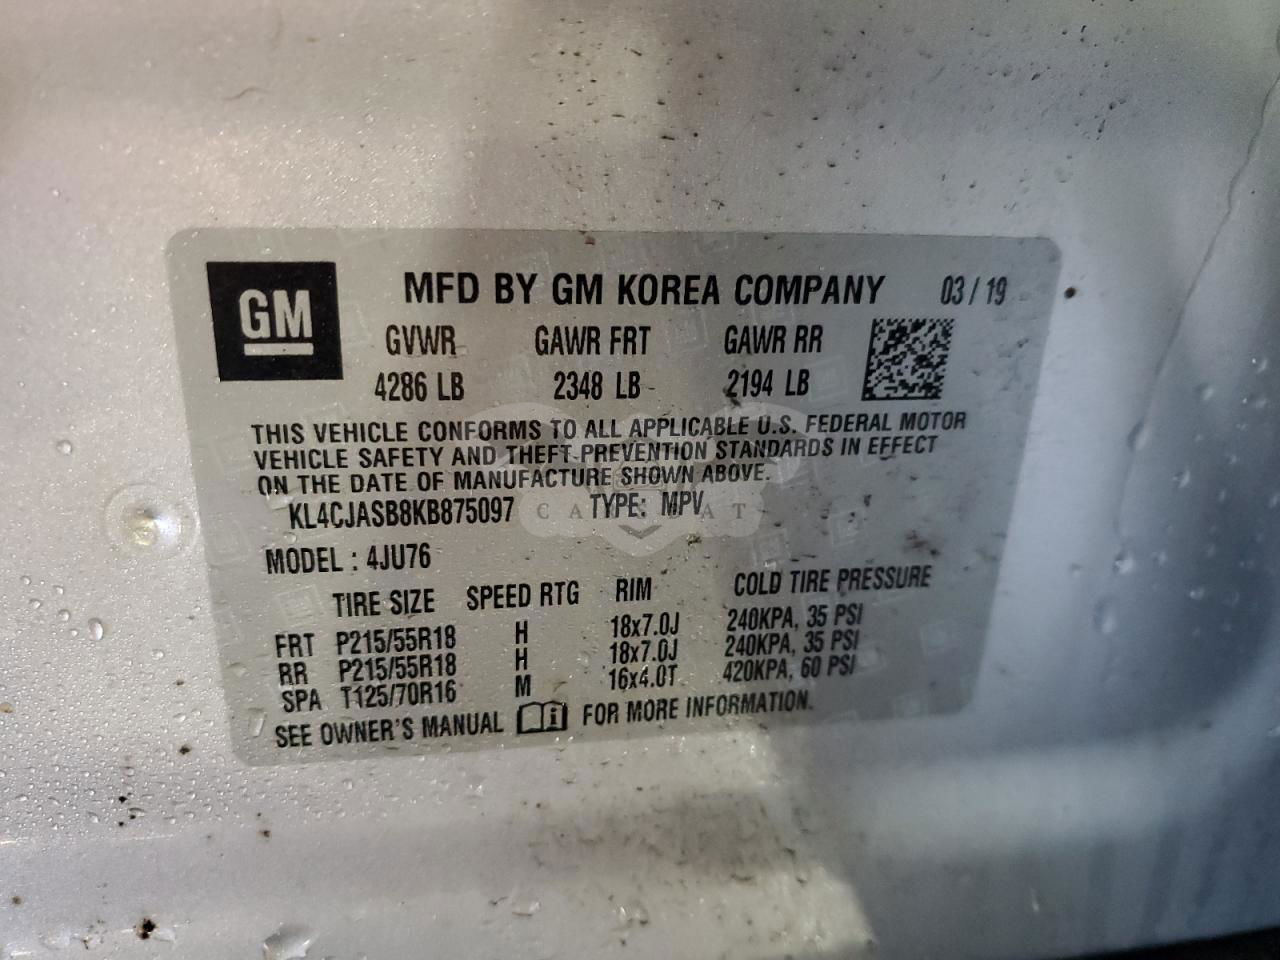 GM
MFD BY GM KOREA COMPANY 03 / 19
GVWR GAWR FRT GAWR RR
4286 LB 2348 LB 2194 LB
THIS VEHICLE CONFORMS TO ALL APPLICABLE U.S. FEDERAL MOTOR
VEHICLE SAFETY AND THEFT PREVENTION STANDARDS IN EFFECT
ON THE DATE OF MANUFACTURE SHOWN ABOVE.
KL4CJASB8KB875097 TYPE: MPV
MODEL : 4JU76
TIRE SIZE SPEED RTG RIM COLD TIRE PRESSURE
FRT P215/55R18 H 18x7.0J 240KPA, 35 PSI
RR P215/55R18 H 18x7.0J 240KPA, 35 PSI
SPA T125/70R16 M 16x4.0T 420KPA, 60 PSI
SEE OWNER'S MANUAL FOR MORE INFORMATION.